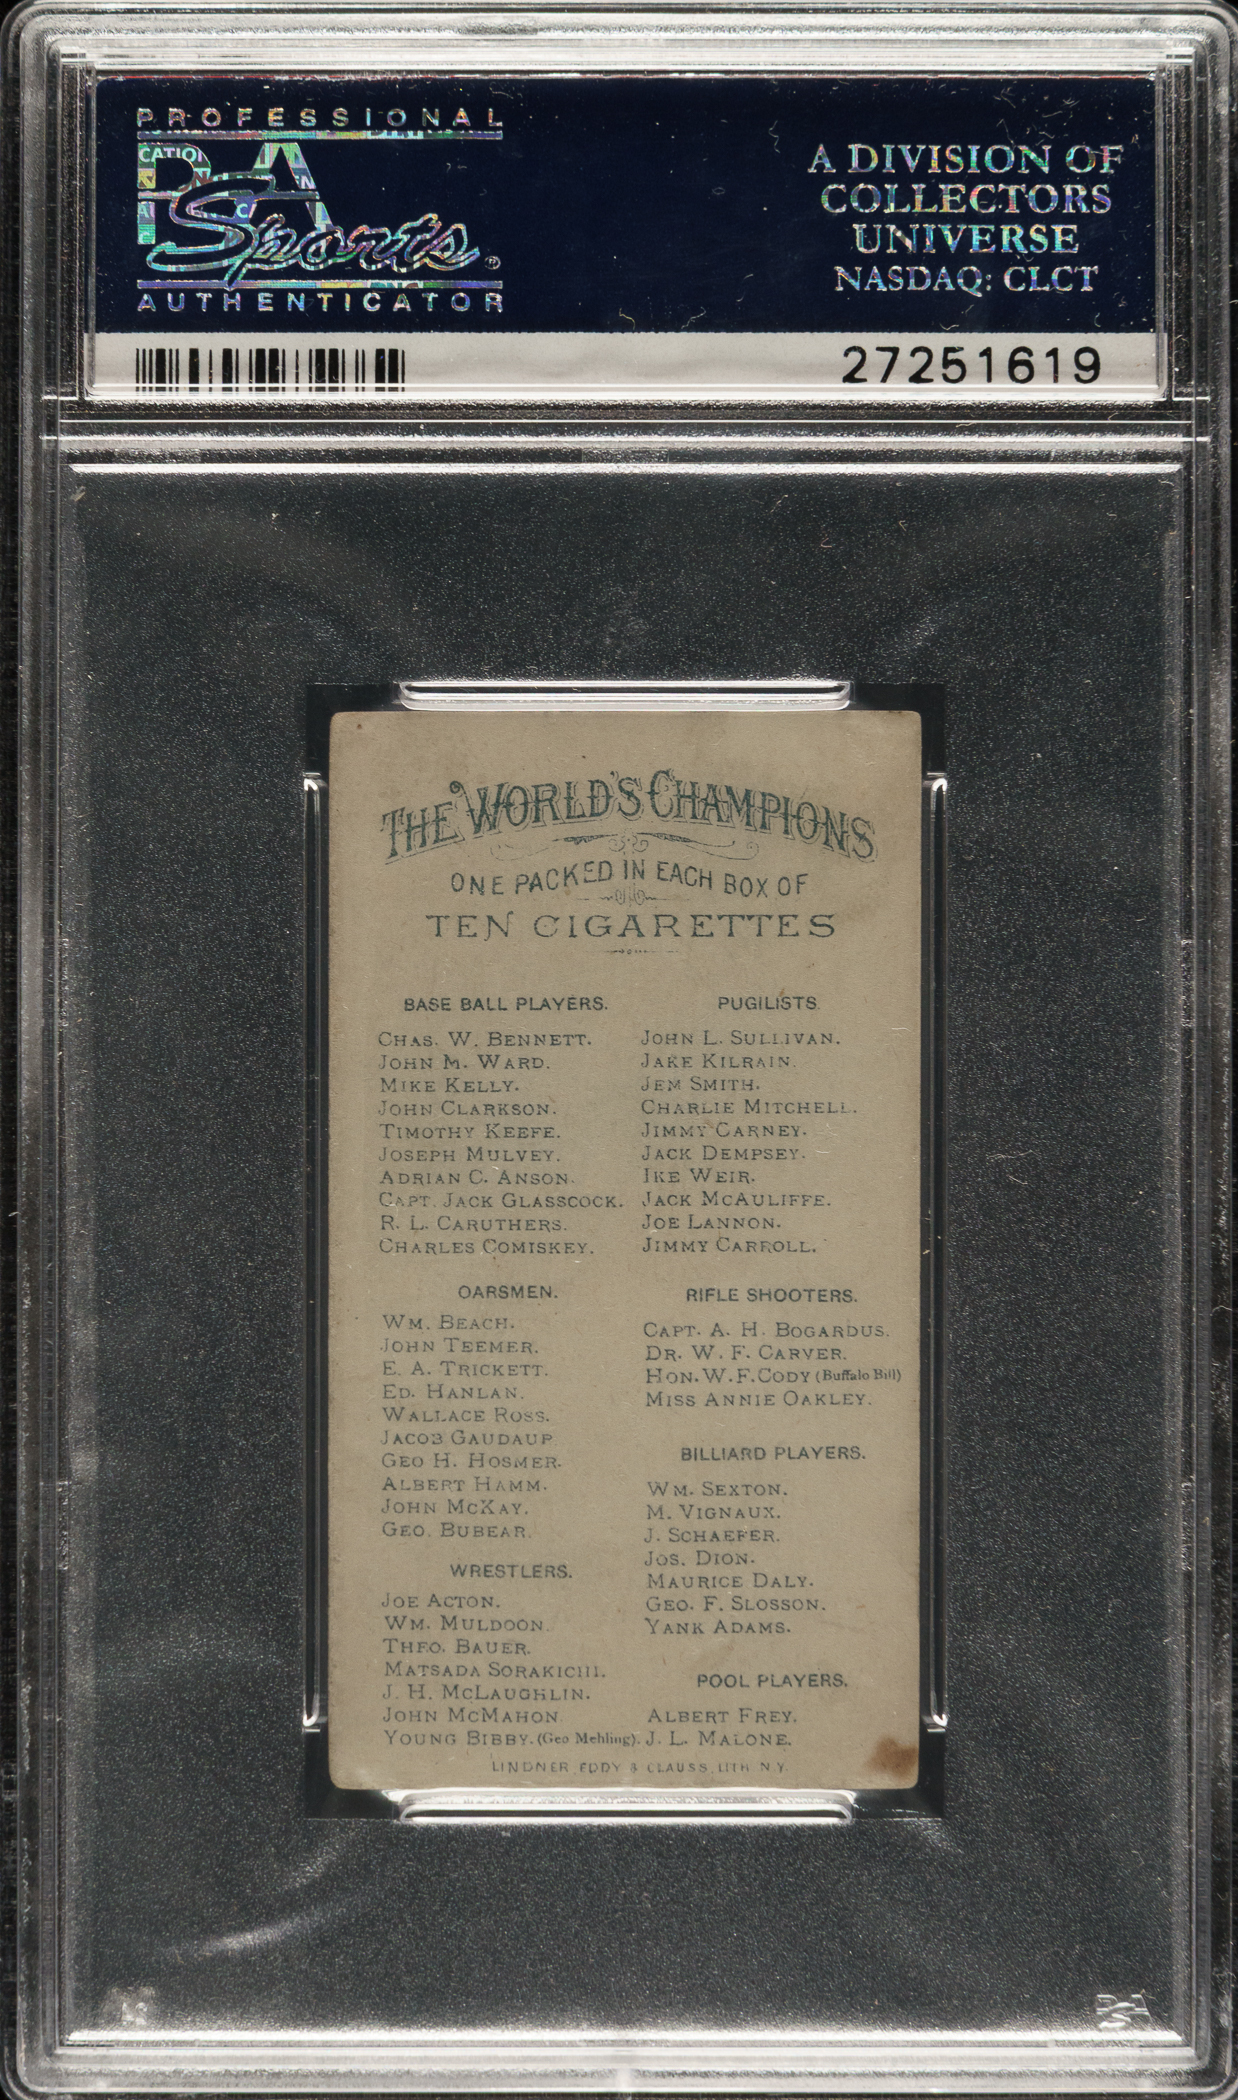 PROFESSIONAL
PSA
Sports®
AUTHENTICATOR
A DIVISION OF
COLLECTORS
UNIVERSE
NASDAQ: CLCT
27251619
THE WORLD'S CHAMPIONS
ONE PACKED IN EACH BOX OF
TEN CIGARETTES
BASE BALL PLAYERS.
CHAS. W. BENNETT.
JOHN M. WARD.
MIKE KELLY.
JOHN CLARKSON.
TIMOTHY KEEFE.
JOSEPH MULVEY.
ADRIAN C. ANSON.
CAPT. JACK GLASSCOCK.
R. L. CARUTHERS.
CHARLES COMISKEY.
OARSMEN.
WM. BEACH.
JOHN TEEMER.
E. A. TRICKETT.
ED. HANLAN.
WALLACE ROSS.
JACOB GAUDAUP
GEO H. HOSMER.
ALBERT HAMM.
JOHN MCKAY.
GEO. BUBEAR.
WRESTLERS.
JOE ACTON.
WM. MULDOON.
THEO. BAUER.
MATSADA SORAKICHI.
J. H. MCLAUGHLIN.
JOHN MCMAHON.
YOUNG BIBBY. (Geo Mehling).
PUGILISTS.
JOHN L. SULLIVAN.
JAKE KILRAIN.
JEM SMITH.
CHARLIE MITCHELL.
JIMMY CARNEY.
JACK DEMPSEY.
IKE WEIR.
JACK MCAULIFFE.
JOE LANNON.
JIMMY CARROLL.
RIFLE SHOOTERS.
CAPT. A. H. BOGARDUS.
DR. W. F. CARVER.
HON. W. F. CODY (Buffalo Bill)
MISS ANNIE OAKLEY.
BILLIARD PLAYERS.
WM. SEXTON.
M. VIGNAUX.
J. SCHAEFER.
JOS. DION.
MAURICE DALY.
GEO. F. SLOSSON.
YANK ADAMS.
POOL PLAYERS.
ALBERT FREY.
J. L. MALONE.
LINDNER, EDDY & CLAUSS, LITH. N.Y.
PSA